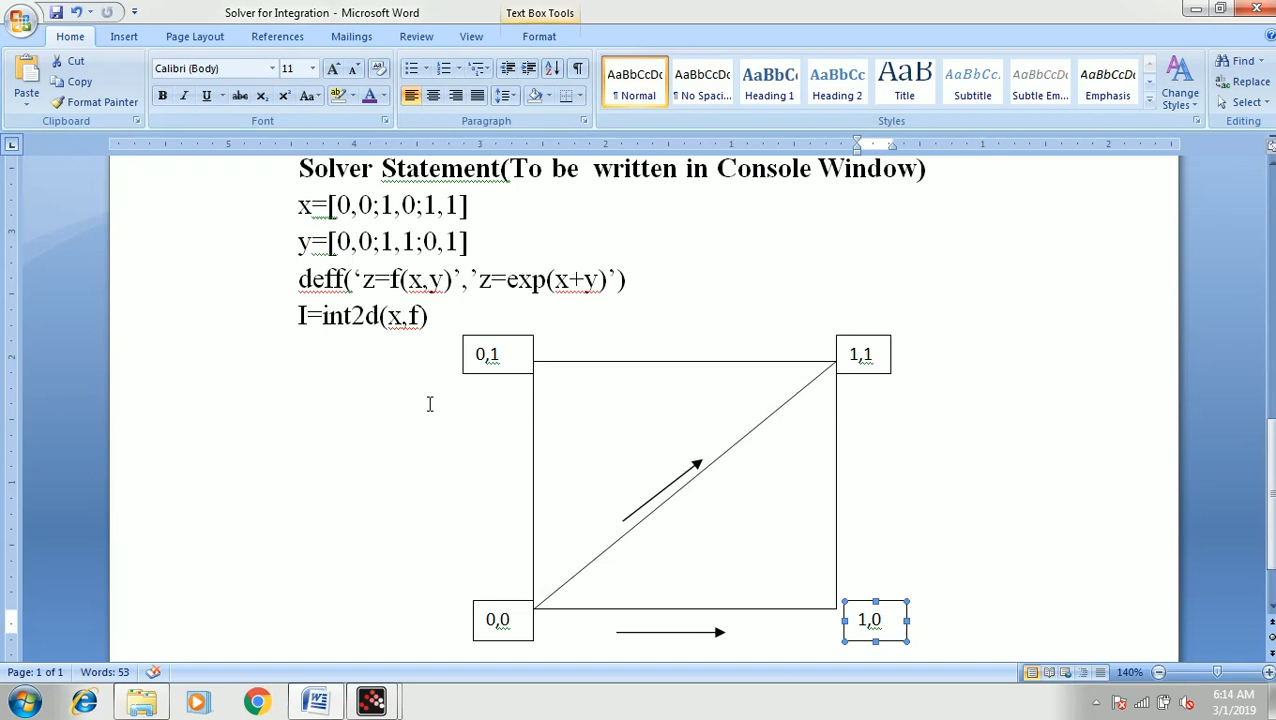 Solver for Integration - Microsoft Word
Text Box Tools
Home
Insert
Page Layout
References
Mailings
Review
View
Format
Paste
Cut
Copy
Format Painter
Clipboard
Calibri (Body)
11
Font
Paragraph
AaBbCcDc
¶ Normal
AaBbCcDc
¶ No Spaci...
AaBbCc
Heading 1
AaBbCc
Heading 2
AaB
Title
AaBbCc.
Subtitle
AaBbCcDc
Subtle Em...
AaBbCcDc
Emphasis
Change
Styles
Styles
Find
Replace
Select
Editing
Solver Statement(To be written in Console Window)
x=[0,0;1,0;1,1]
y=[0,0;1,1;0,1]
deff(‘z=f(x,y)’,’z=exp(x+y)’)
I=int2d(x,f)
0,1
1,1
0,0
1,0
Page: 1 of 1
Words: 53
140%
6:14 AM
3/1/2019